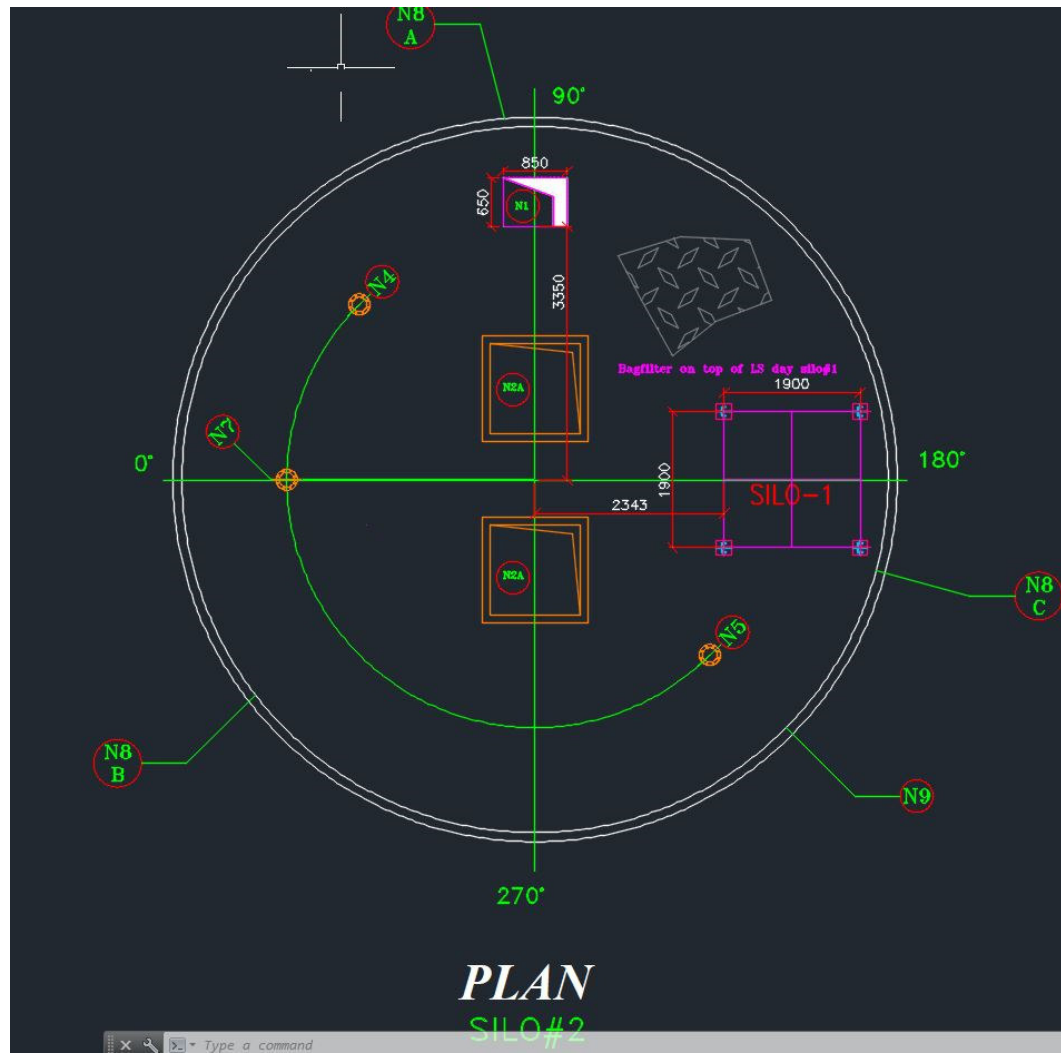 N8
A
90°
850
650
N1
3350
N4
Bagfilter on top of LS day silo#1
1900
N2A
N7
0°
180°
1900
SILO-1
2343
N2A
N8
C
N5
N8
B
N9
270°
PLAN
SILO#2
Type a command